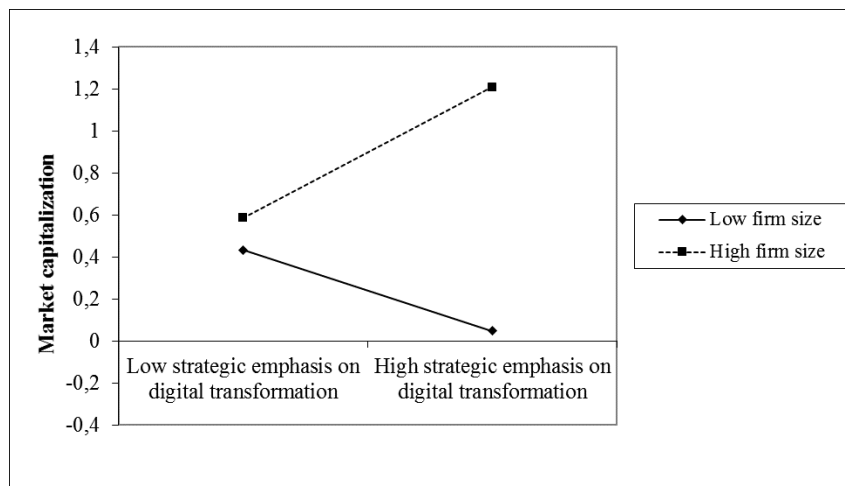 1,4
1,2
1
0,8
0,6
0,4
0,2
0
-0,2
-0,4
Market capitalization
Low strategic emphasis on
digital transformation
High strategic emphasis on
digital transformation
Low firm size
High firm size